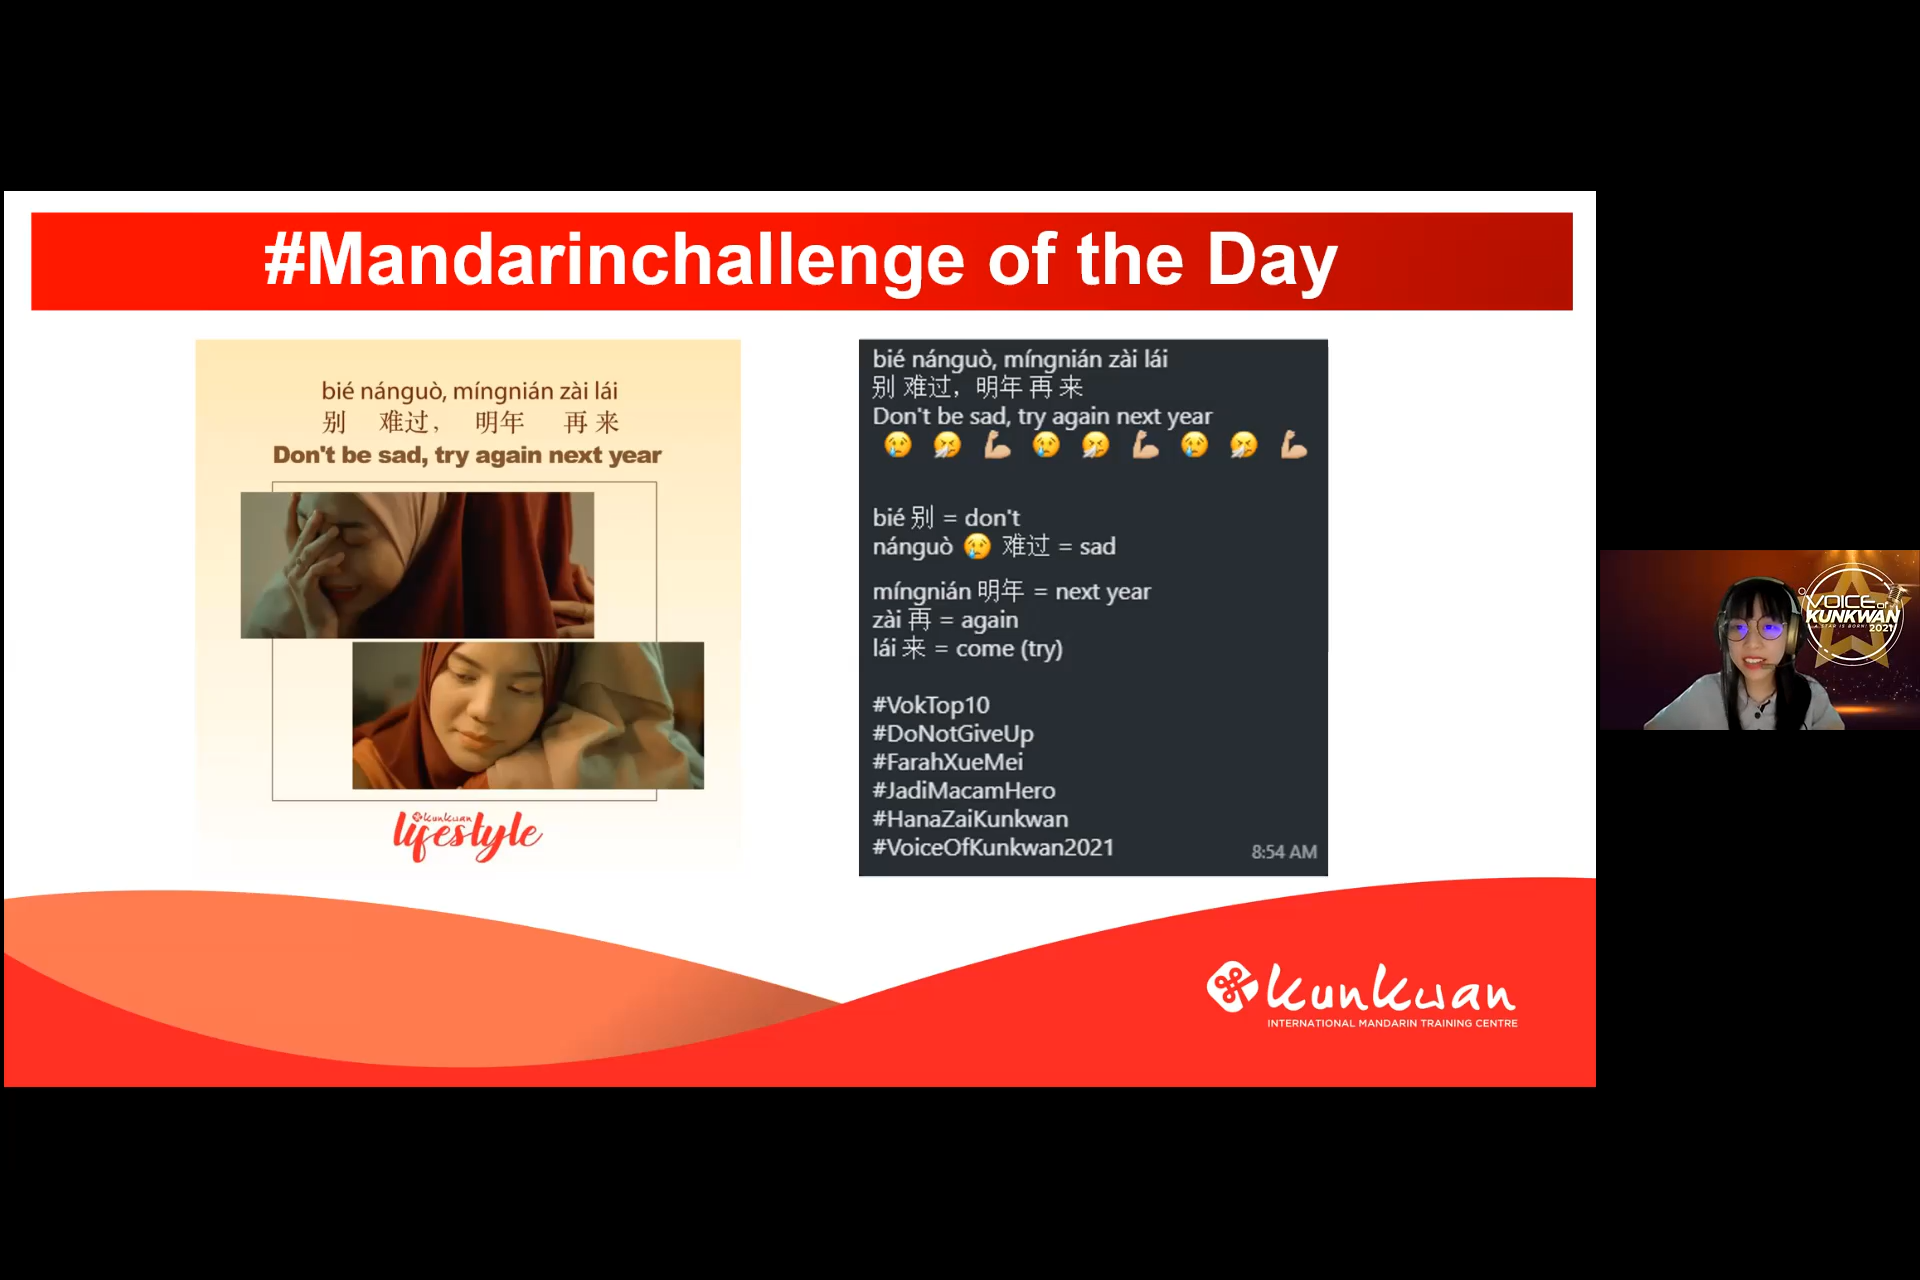 #Mandarinchallenge of the Day
bié nánguò, míngnián zài lái
别 难过， 明年 再 来
Don't be sad, try again next year
kunkwan
lifestyle
bié nánguò, míngnián zài lái
别 难过，明年 再 来
Don't be sad, try again next year
😢 🤧 💪🏼 😢 🤧 💪🏼 😢 🤧 💪🏼
bié 别 = don't
nánguò 😢 难过 = sad
míngnián 明年 = next year
zài 再 = again
lái 来 = come (try)
#VokTop10
#DoNotGiveUp
#FarahXueMei
#JadiMacamHero
#HanaZaiKunkwan
#VoiceOfKunkwan2021
8:54 AM
kunkwan
INTERNATIONAL MANDARIN TRAINING CENTRE
VOICE of
KUNKWAN
A STAR IS BORN
2021